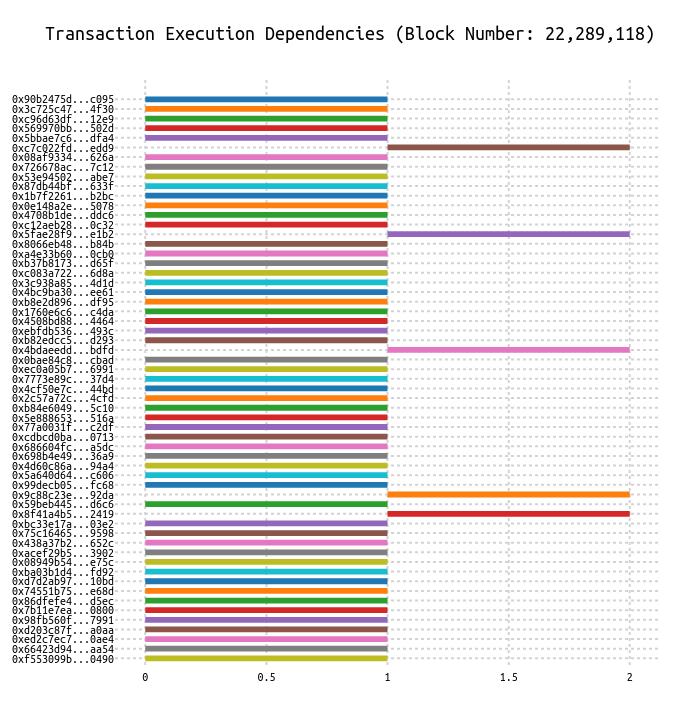 Transaction Execution Dependencies (Block Number: 22,289,118)
0x90b2475d...c095
0x3c725c47...4f30
0xc96d63df...12e9
0x569970bb...502d
0x5bbae7c6...dfa4
0xc7c022fd...edd9
0x08af9334...626a
0x726678ac...7c12
0x53e94502...abe7
0x87db44bf...633f
0x1b7f2261...b2bc
0x0e148a2e...5078
0x4708b1de...ddc6
0xc12aeb28...0c32
0x5fae28f9...e1b2
0x8066eb48...b84b
0xa4e33b60...0cb0
0xb37b8173...d65f
0xc083a722...6d8a
0x3c938a85...4d1d
0x4bc9ba30...ee61
0xb8e2d896...df95
0x1760e6c6...c4da
0x4508bd88...4464
0xebfdb536...493c
0xb82edcc5...d293
0x4bdaeedd...bdfd
0x0bae84c8...cbad
0xec0a05b7...6991
0x7773e89c...37d4
0x4cf50e7c...44bd
0x2c57a72c...4cfd
0xb84e6049...5c10
0x5e888653...516a
0x77a0031f...c2df
0xcdbcd0ba...0713
0x686604fc...a5dc
0x698b4e49...36a9
0x4d60c86a...94a4
0x5a640d64...c606
0x99decb05...fc68
0x9c88c23e...92da
0x59beb445...d6c6
0x8f41a4b5...2419
0xbc33e17a...03e2
0x75c16465...9598
0x438a37b2...652c
0xacef29b5...3902
0x08949b54...e75c
0xba03b1d4...fd92
0xd7d2ab97...10bd
0x74551b75...e68d
0x86dfefe4...d5ec
0x7b11e7ea...0800
0x98fb560f...7991
0xd203c87f...a0aa
0xed2c7ec7...0ae4
0x66423d94...aa54
0xf553099b...0490
0 0.5 1 1.5 2